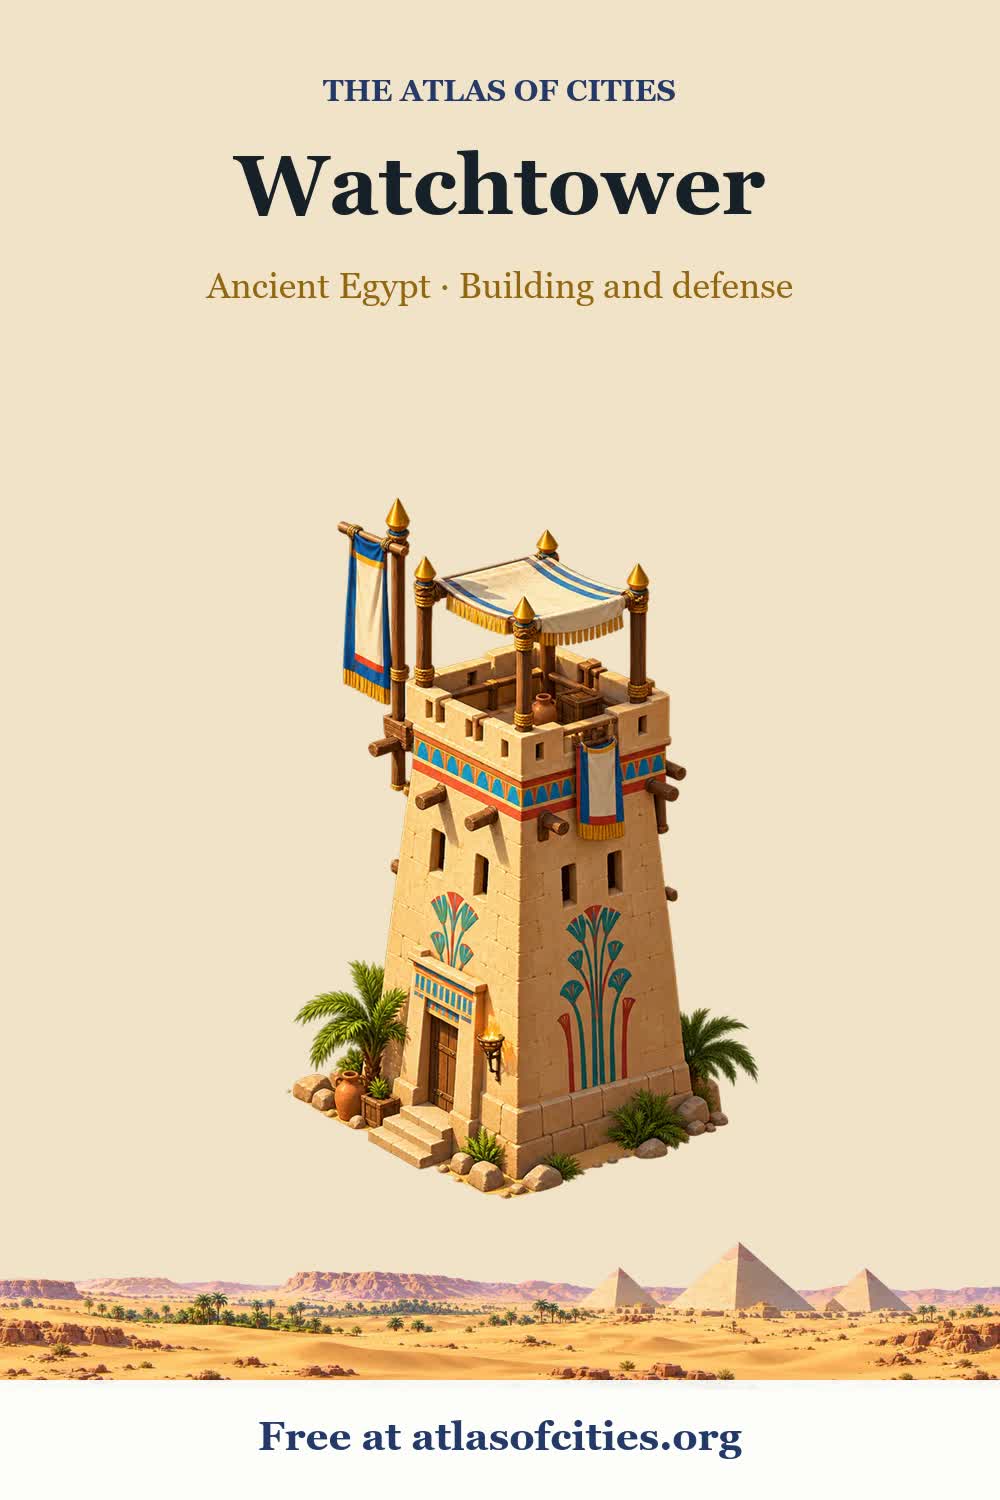 THE ATLAS OF CITIES
Watchtower
Ancient Egypt · Building and defense
Free at atlasofcities.org